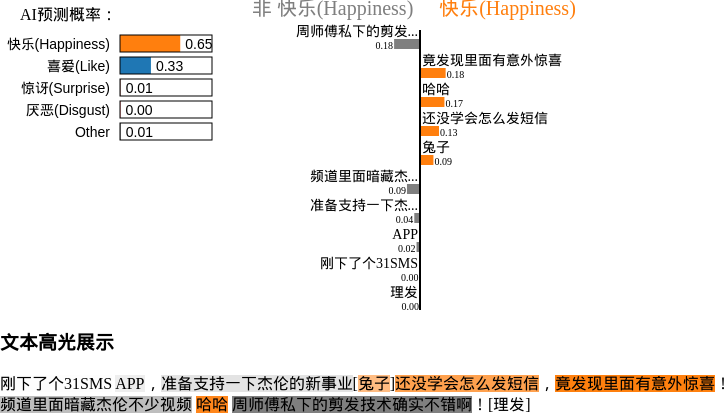 AI预测概率：
快乐(Happiness) 0.65
喜爱(Like) 0.33
惊讶(Surprise) 0.01
厌恶(Disgust) 0.00
Other 0.01
非 快乐(Happiness) 快乐(Happiness)
周师傅私下的剪发...
0.18
竟发现里面有意外惊喜
0.18
哈哈
0.17
还没学会怎么发短信
0.13
兔子
0.09
频道里面暗藏杰...
0.09
准备支持一下杰...
0.04
APP
0.02
刚下了个31SMS
0.00
理发
0.00
文本高光展示
刚下了个31SMS APP，准备支持一下杰伦的新事业[兔子]还没学会怎么发短信，竟发现里面有意外惊喜！
频道里面暗藏杰伦不少视频 哈哈 周师傅私下的剪发技术确实不错啊！[理发]